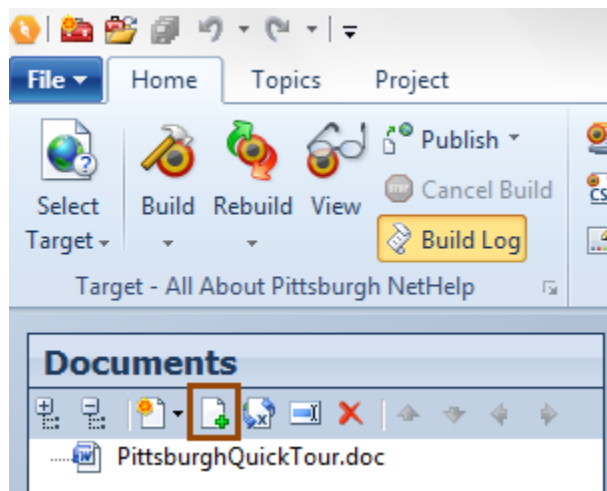 File Home Topics Project
Publish
Select Build Rebuild View Cancel Build
Target Build Log
Target - All About Pittsburgh NetHelp
Documents
PittsburghQuickTour.doc